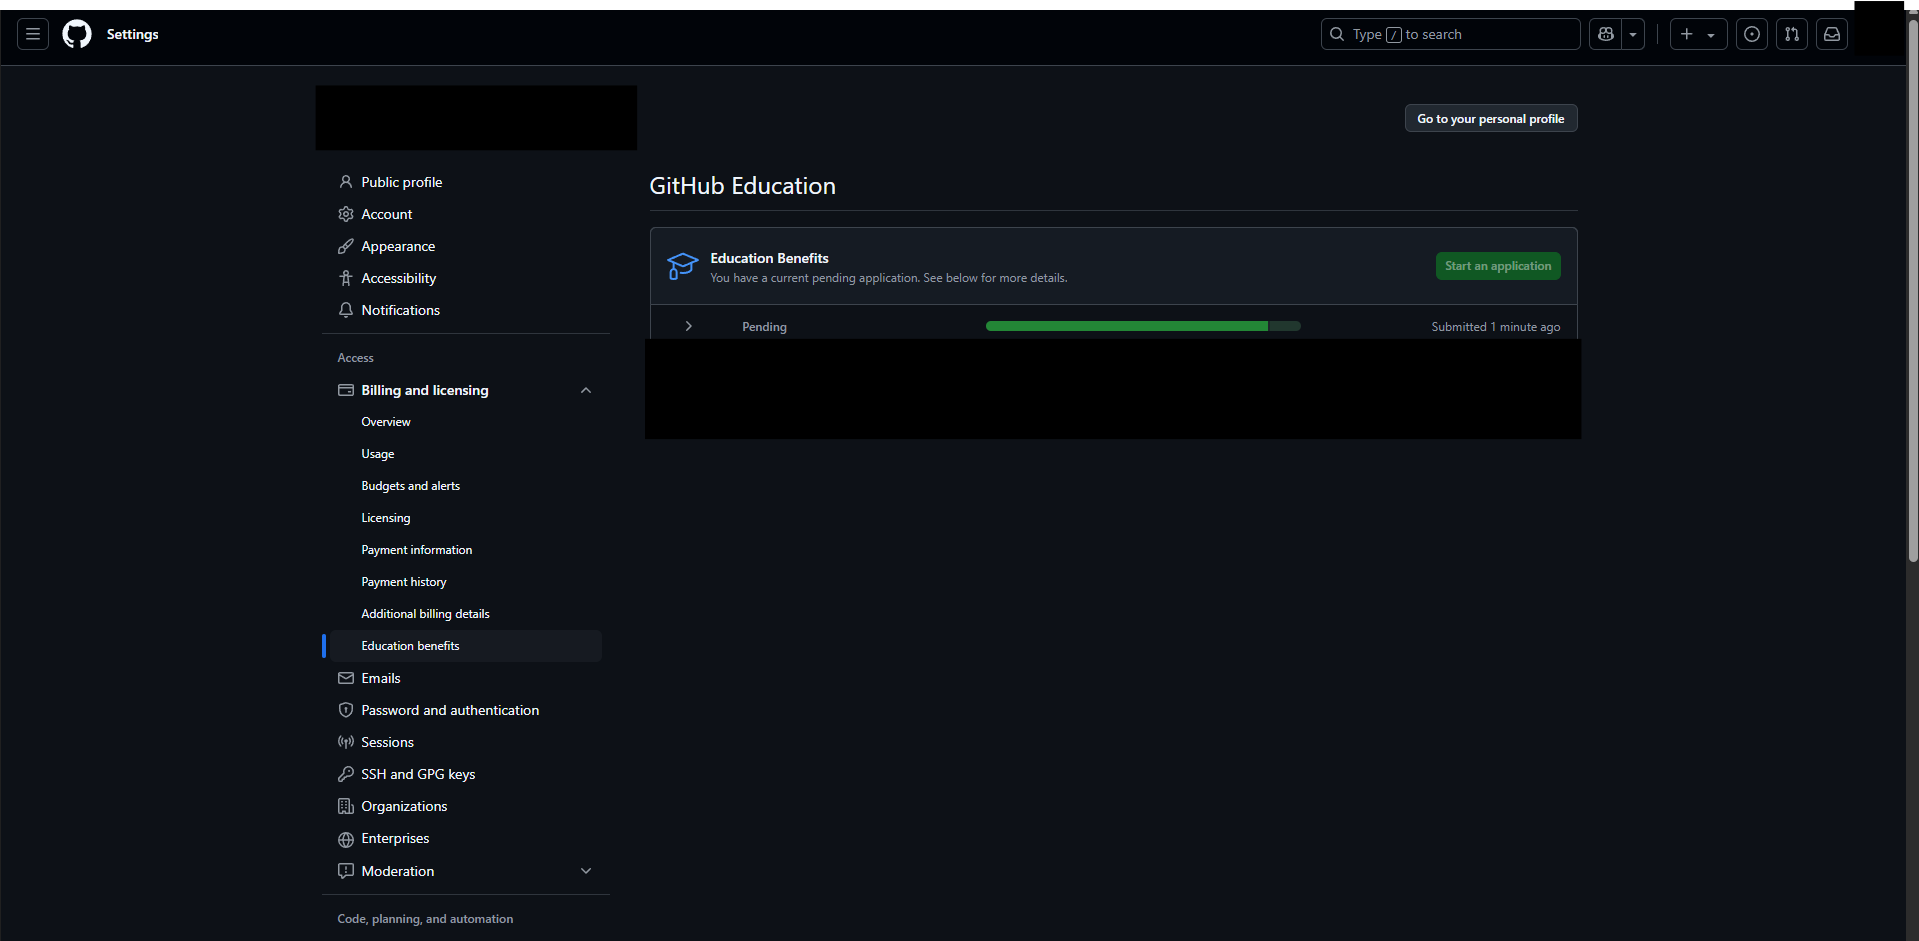 Settings
Type / to search
Go to your personal profile
Public profile
Account
Appearance
Accessibility
Notifications
Access
Billing and licensing
Overview
Usage
Budgets and alerts
Licensing
Payment information
Payment history
Additional billing details
Education benefits
Emails
Password and authentication
Sessions
SSH and GPG keys
Organizations
Enterprises
Moderation
Code, planning, and automation
GitHub Education
Education Benefits
You have a current pending application. See below for more details.
Start an application
Pending
Submitted 1 minute ago